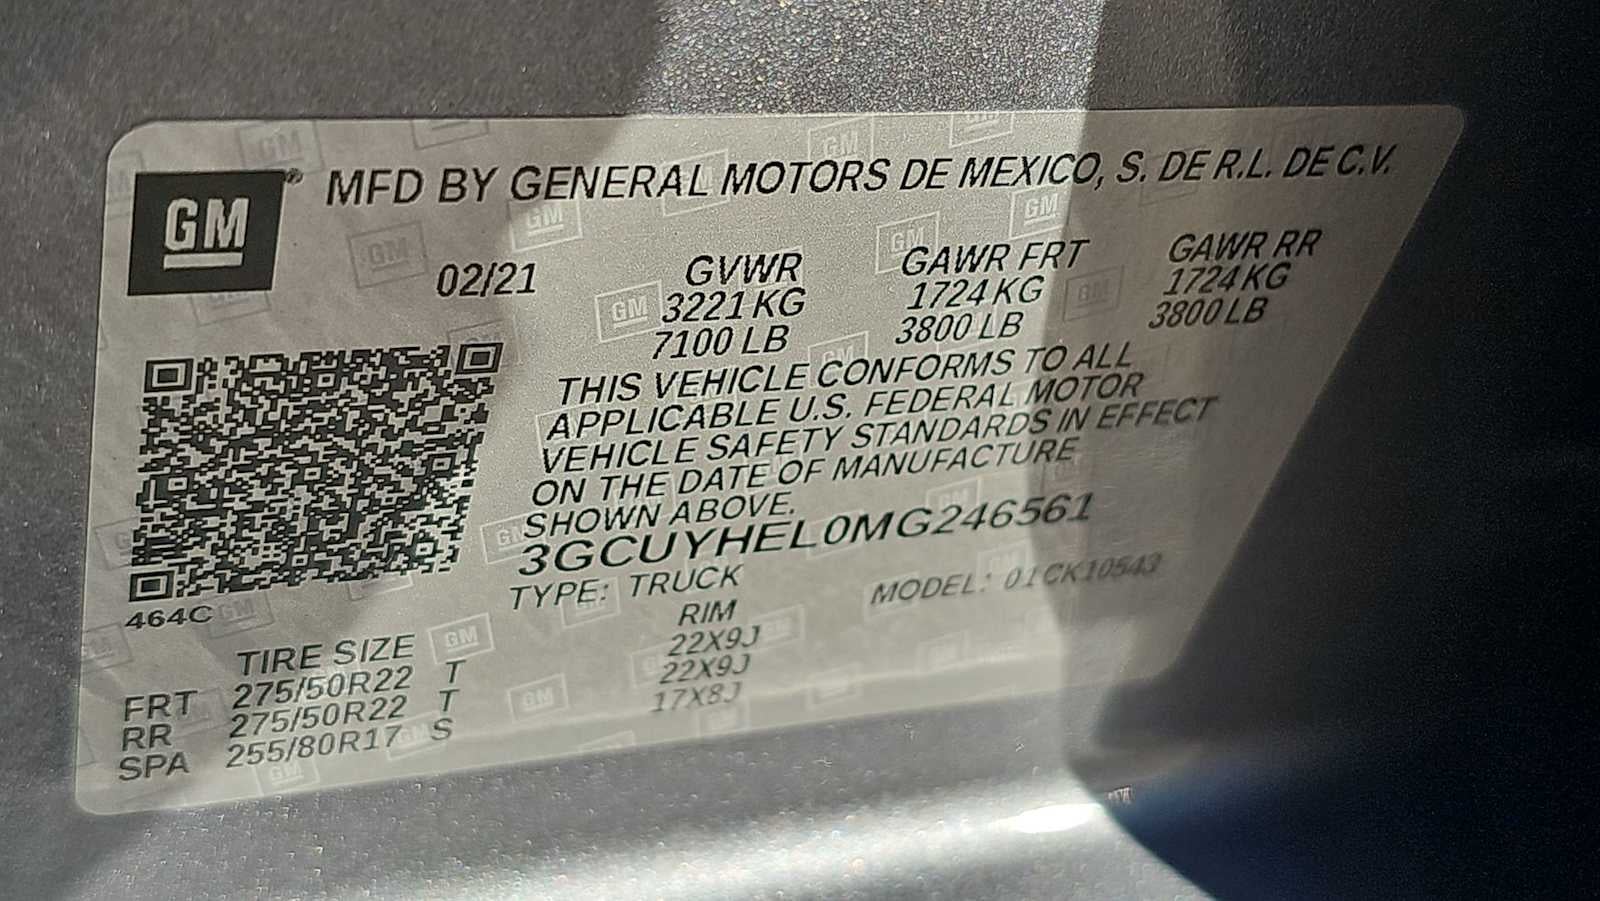 GM® MFD BY GENERAL MOTORS DE MEXICO, S. DE R.L. DE C.V.
02/21 GVWR GAWR FRT GAWR RR
3221 KG 1724 KG 1724 KG
7100 LB 3800 LB 3800 LB
THIS VEHICLE CONFORMS TO ALL
APPLICABLE U.S. FEDERAL MOTOR
VEHICLE SAFETY STANDARDS IN EFFECT
ON THE DATE OF MANUFACTURE
SHOWN ABOVE.
3GCUYHEL0MG246561
TYPE: TRUCK MODEL: 01CK10543
464C
TIRE SIZE RIM
FRT 275/50R22 T 22X9J
RR 275/50R22 T 22X9J
SPA 255/80R17 S 17X8J